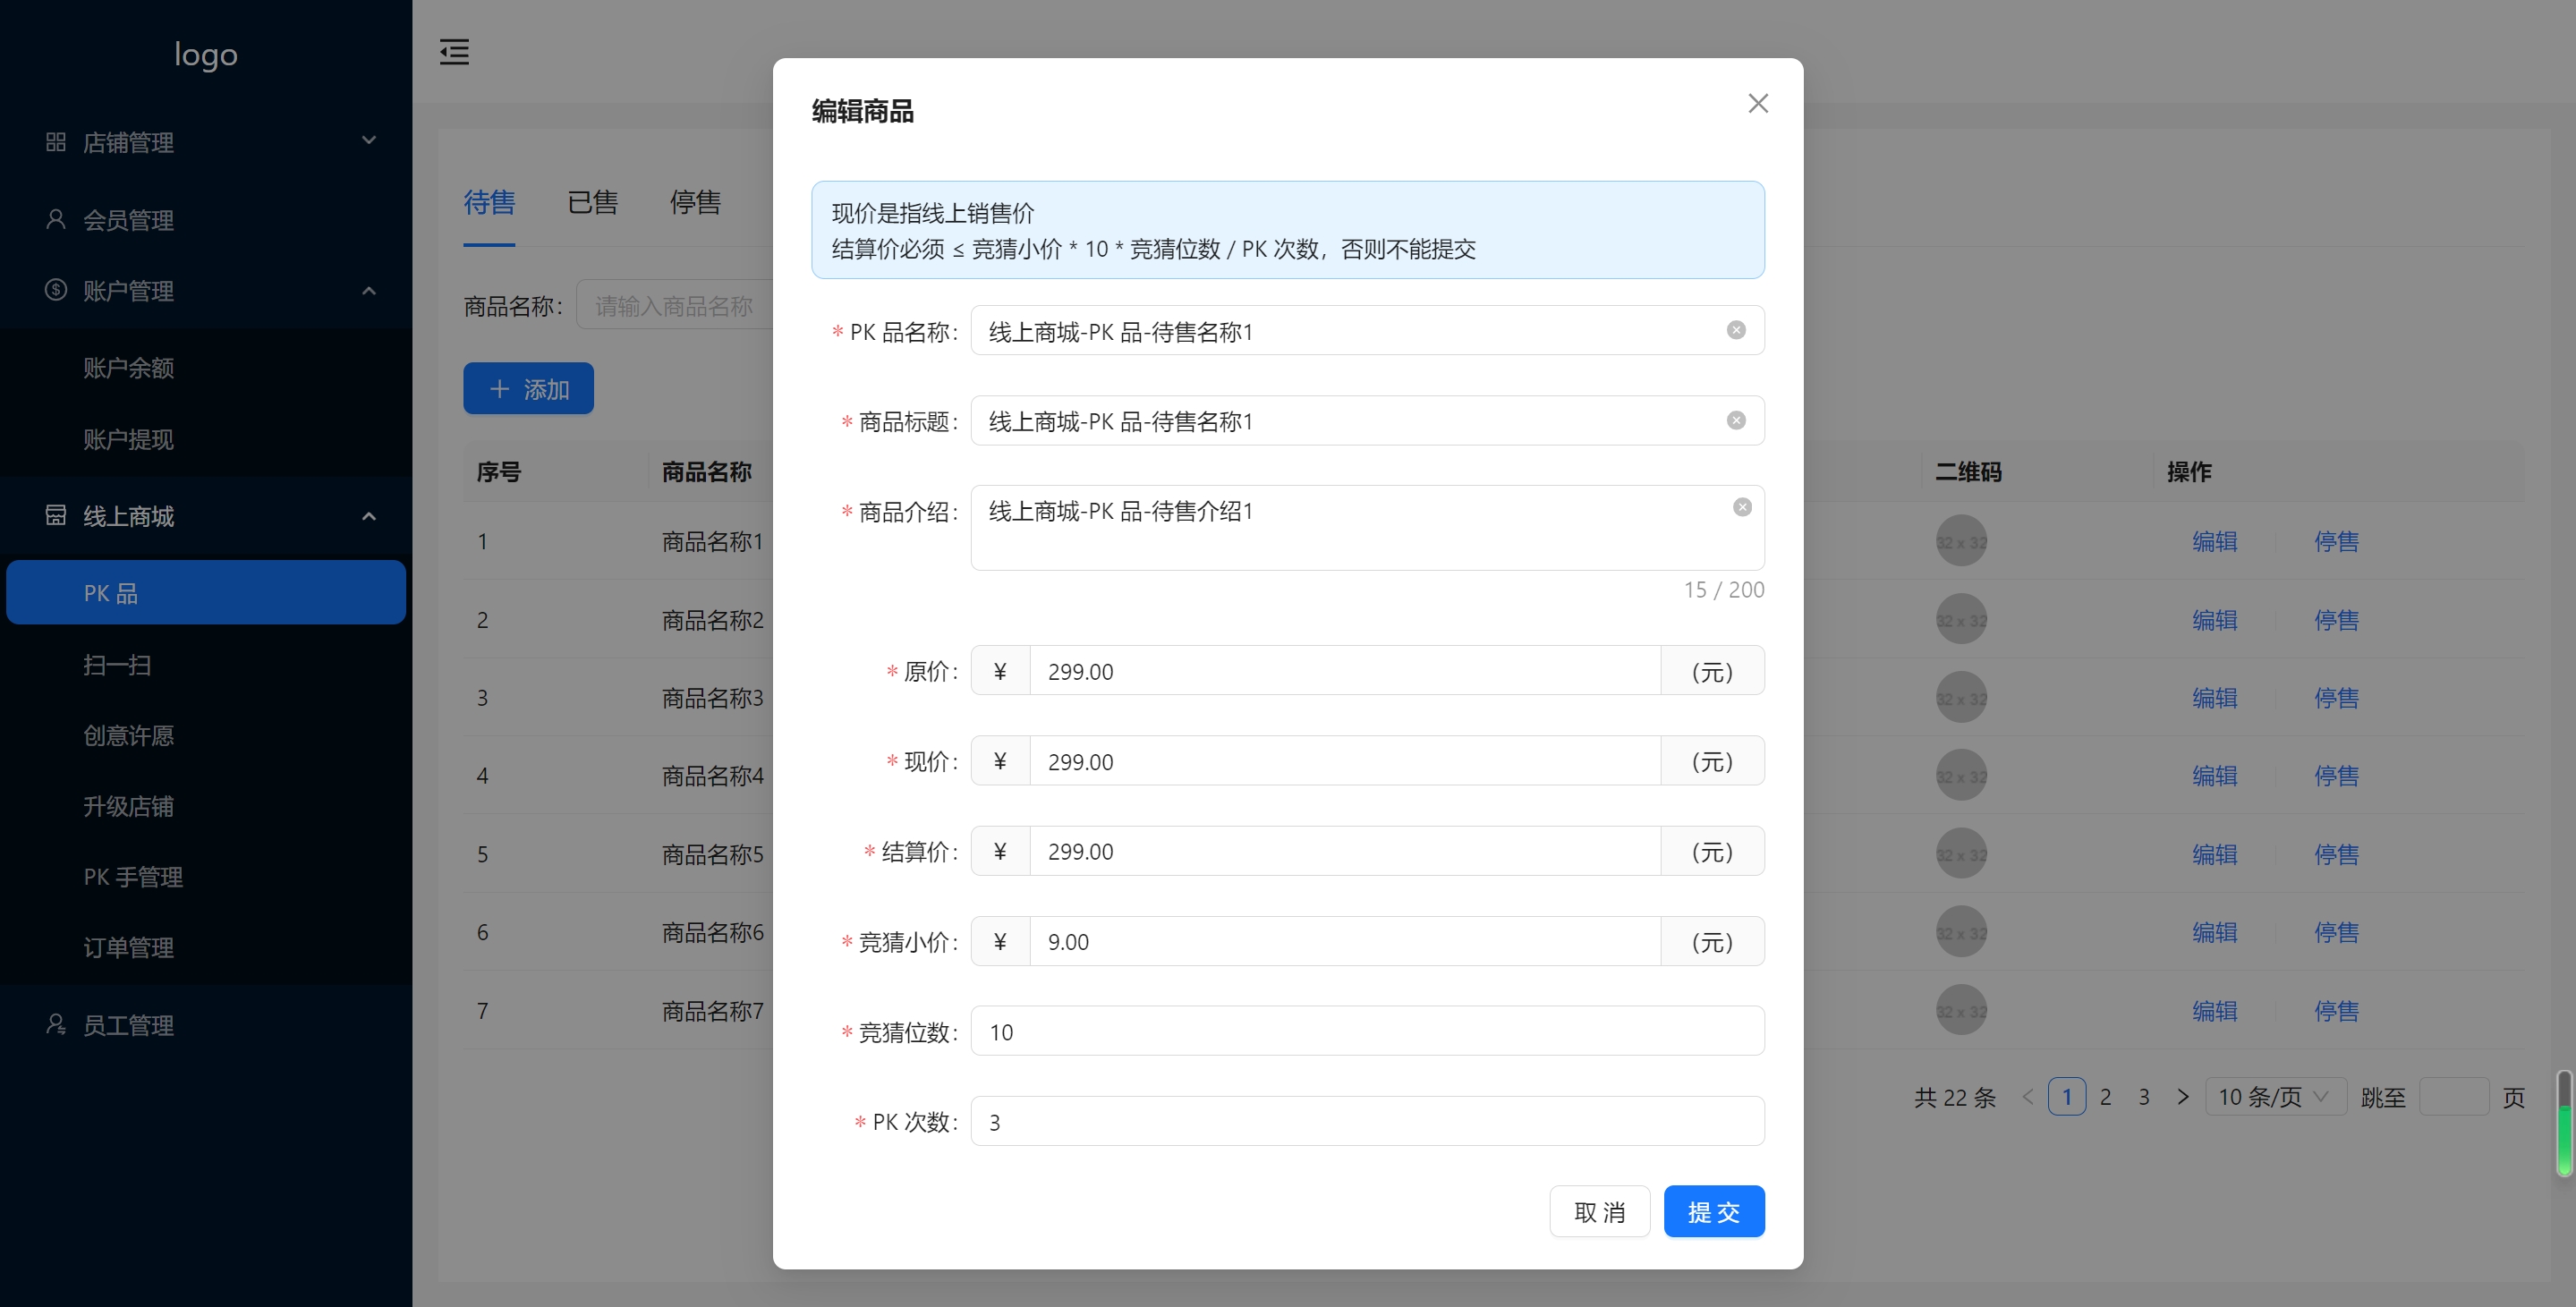 logo
店铺管理
会员管理
账户管理
账户余额
账户提现
线上商城
PK 品
扫一扫
创意许愿
升级店铺
PK 手管理
订单管理
员工管理
待售 已售 停售
商品名称:
请输入商品名称
添加
序号 商品名称 二维码 操作
1 商品名称1 32 x 32 编辑 停售
2 商品名称2 32 x 32 编辑 停售
3 商品名称3 32 x 32 编辑 停售
4 商品名称4 32 x 32 编辑 停售
5 商品名称5 32 x 32 编辑 停售
6 商品名称6 32 x 32 编辑 停售
7 商品名称7 32 x 32 编辑 停售
共 22 条 < 1 2 3 > 10 条/页 跳至 页
编辑商品
现价是指线上销售价
结算价必须 ≤ 竞猜小价 * 10 * 竞猜位数 / PK 次数，否则不能提交
* PK 品名称: 线上商城-PK 品-待售名称1
* 商品标题: 线上商城-PK 品-待售名称1
* 商品介绍: 线上商城-PK 品-待售介绍1
15 / 200
* 原价: ¥ 299.00 (元)
* 现价: ¥ 299.00 (元)
* 结算价: ¥ 299.00 (元)
* 竞猜小价: ¥ 9.00 (元)
* 竞猜位数: 10
* PK 次数: 3
取 消 提 交